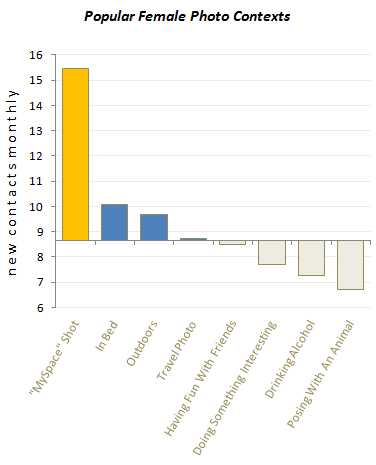 Popular Female Photo Contexts
new contacts monthly
16
15
14
13
12
11
10
9
8
7
6
"MySpace" Shot
In Bed
Outdoors
Travel Photo
Having Fun With Friends
Doing Something Interesting
Drinking Alcohol
Posing With An Animal